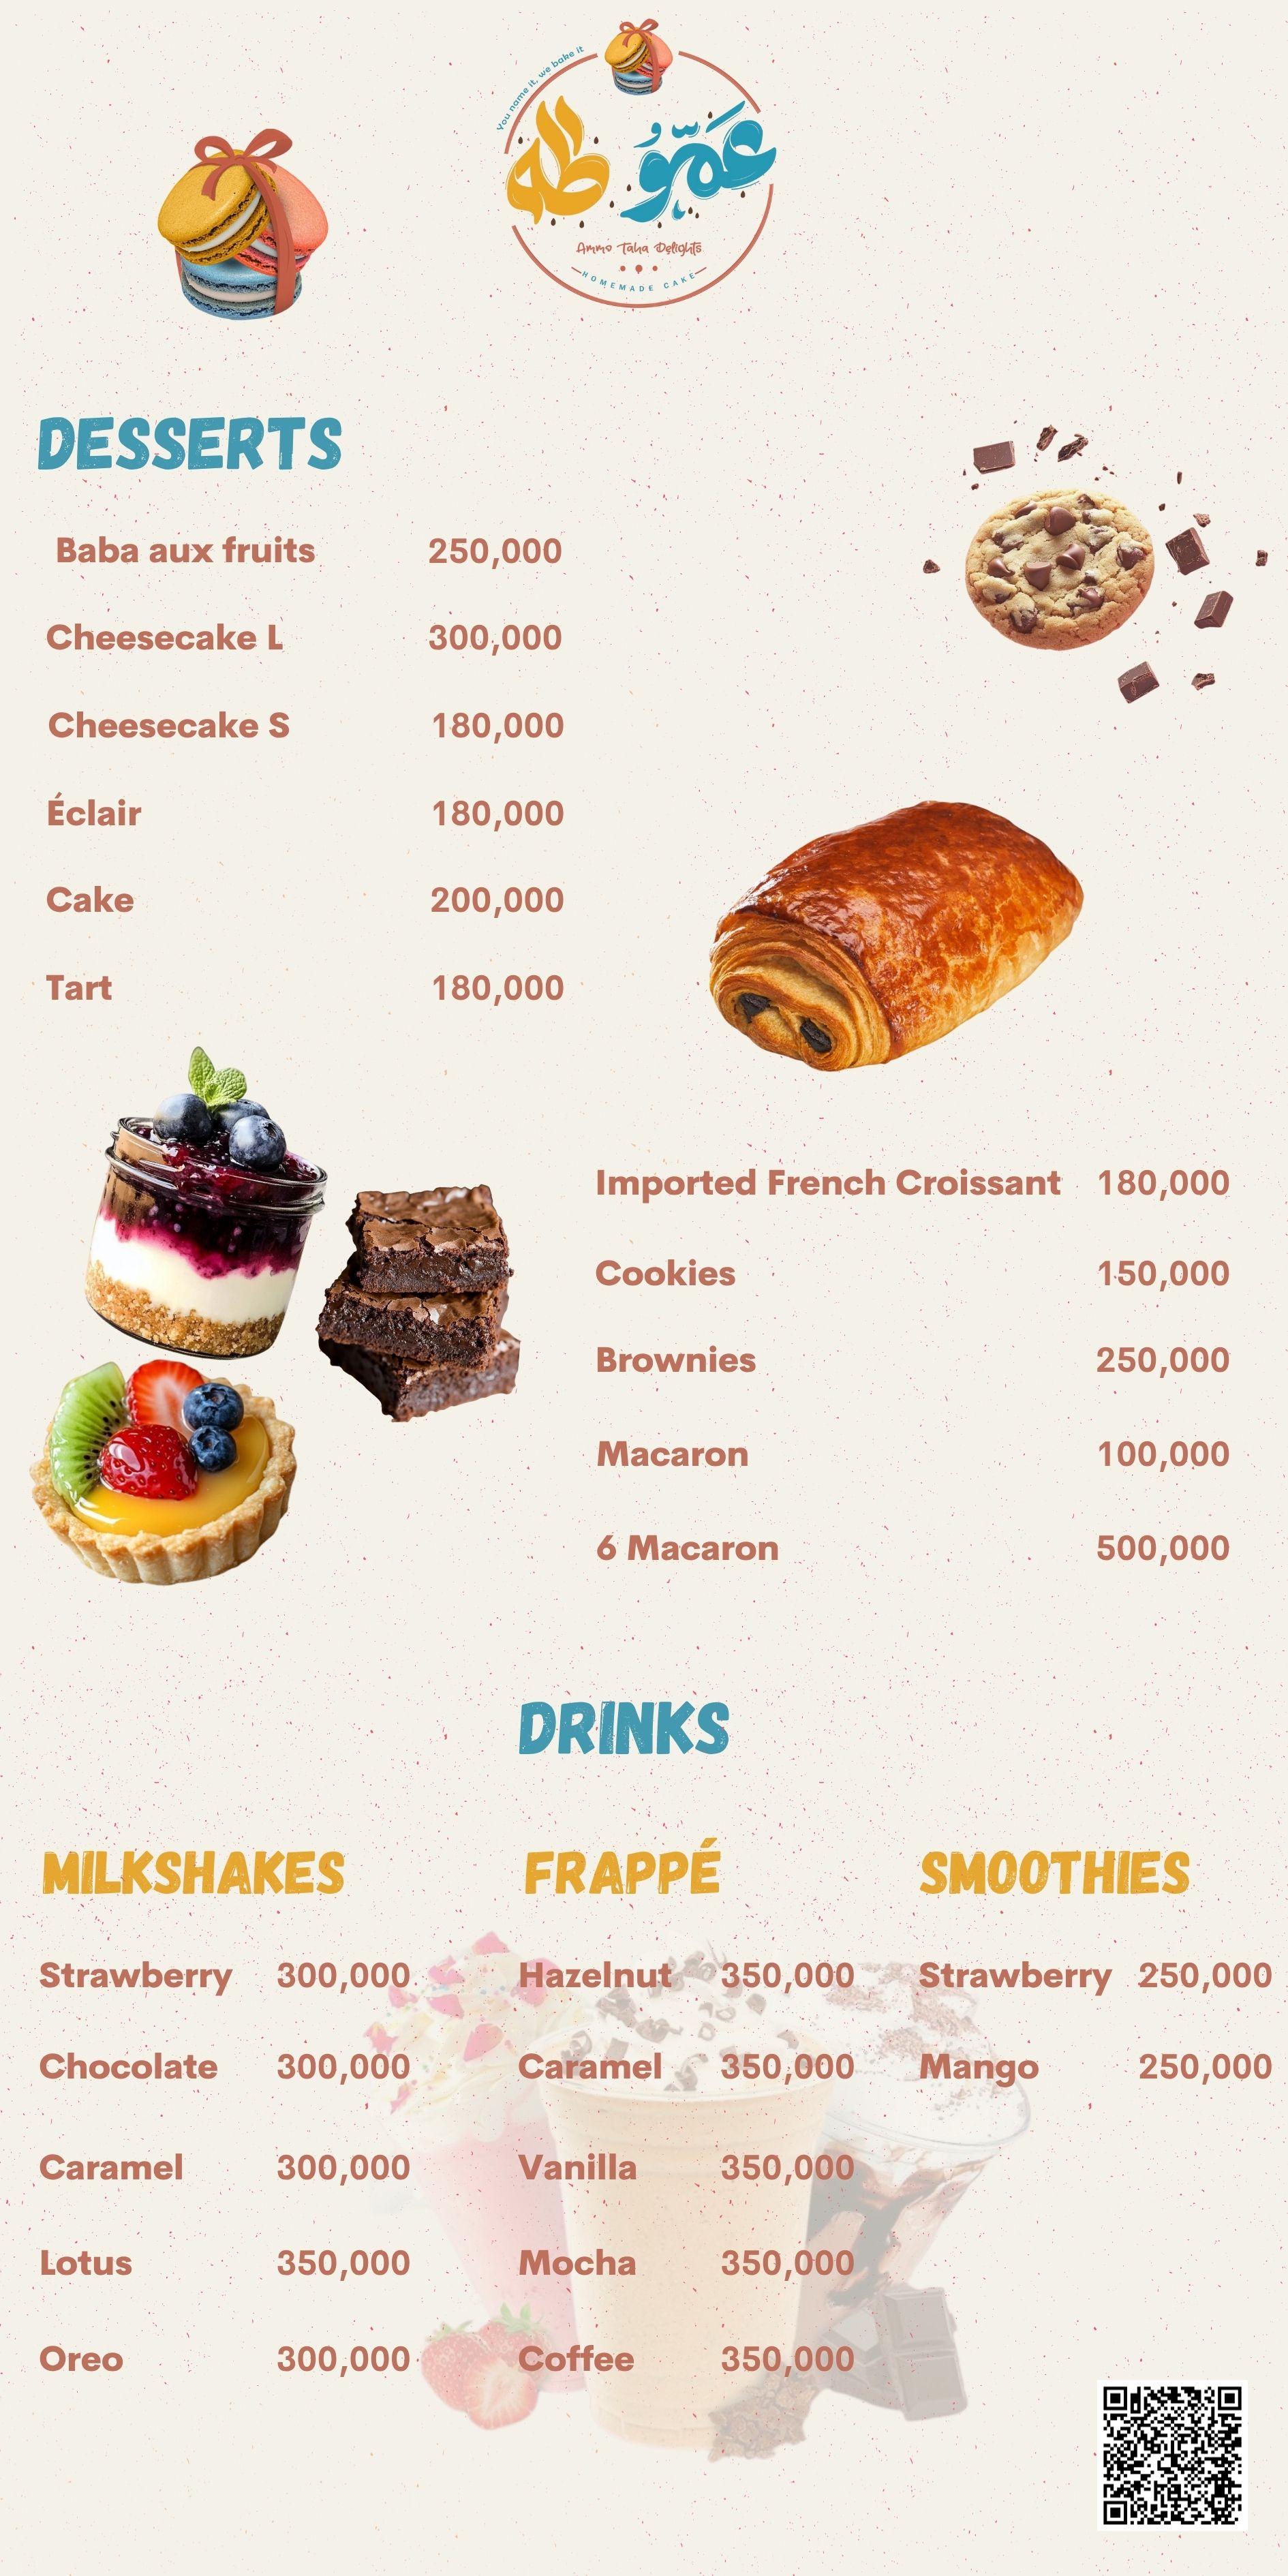 You name it, we bake it
عمّو طه
Ammo Taha Delights
HOMEMADE CAKE
DESSERTS
Baba aux fruits 250,000
Cheesecake L 300,000
Cheesecake S 180,000
Éclair 180,000
Cake 200,000
Tart 180,000
Imported French Croissant 180,000
Cookies 150,000
Brownies 250,000
Macaron 100,000
6 Macaron 500,000
DRINKS
MILKSHAKES
Strawberry 300,000
Chocolate 300,000
Caramel 300,000
Lotus 350,000
Oreo 300,000
FRAPPÉ
Hazelnut 350,000
Caramel 350,000
Vanilla 350,000
Mocha 350,000
Coffee 350,000
SMOOTHIES
Strawberry 250,000
Mango 250,000